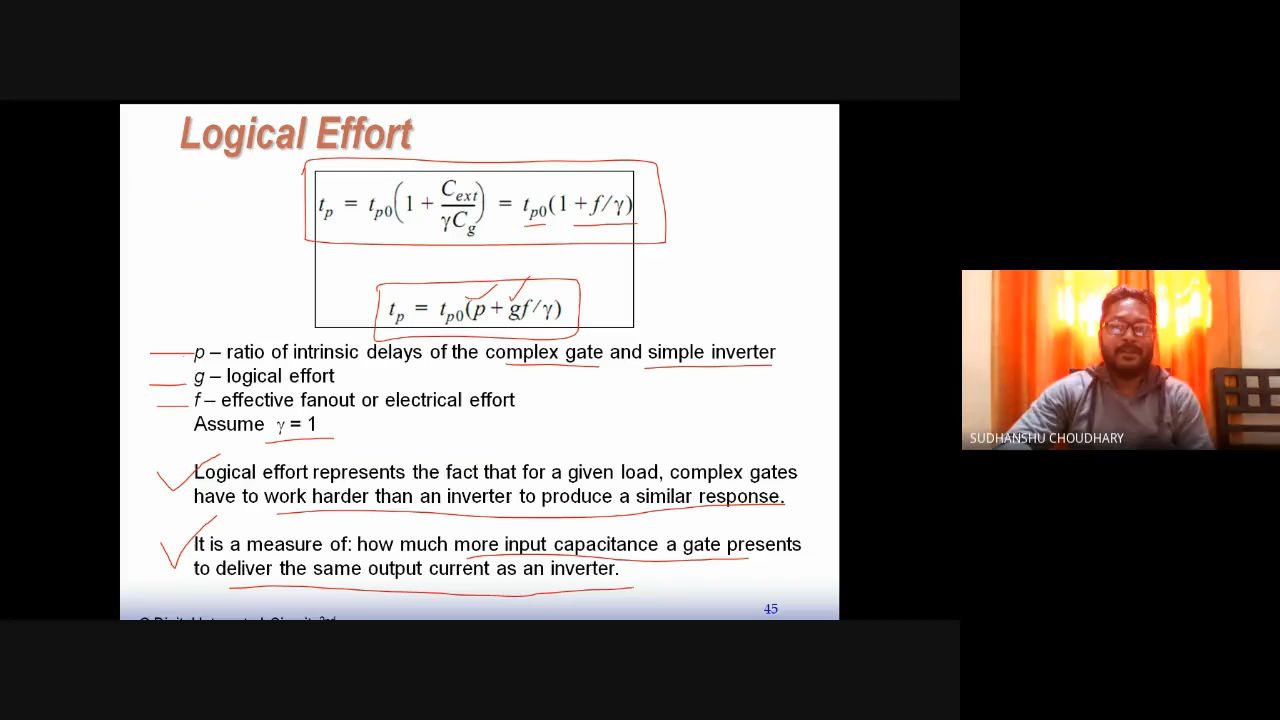 Logical Effort
t_p = t_p0(1 + C_ext/γC_g) = t_p0(1 + f/γ)
t_p = t_p0(p + gf/γ)
p – ratio of intrinsic delays of the complex gate and simple inverter
g – logical effort
f – effective fanout or electrical effort
Assume γ = 1
Logical effort represents the fact that for a given load, complex gates
have to work harder than an inverter to produce a similar response.
It is a measure of: how much more input capacitance a gate presents
to deliver the same output current as an inverter.
45
SUDHANSHU CHOUDHARY